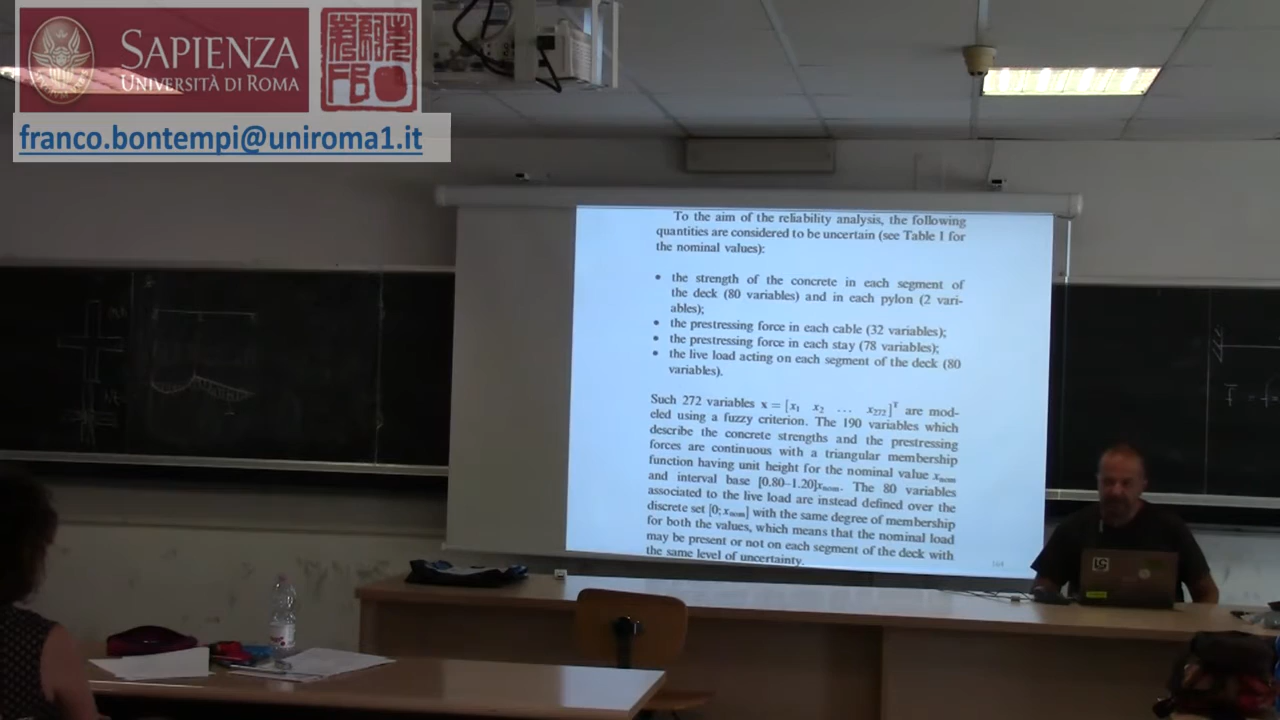 SAPIENZA
UNIVERSITÀ DI ROMA
FB
franco.bontempi@uniroma1.it
To the aim of the reliability analysis, the following
quantities are considered to be uncertain (see Table 1 for
the nominal values):
• the strength of the concrete in each segment of
the deck (80 variables) and in each pylon (2 vari-
ables);
• the prestressing force in each cable (32 variables);
• the prestressing force in each stay (78 variables);
• the live load acting on each segment of the deck (80
variables).
Such 272 variables x = [x₁ x₂ ... x₂₇₂]ᵀ are mod-
eled using a fuzzy criterion. The 190 variables which
describe the concrete strengths and the prestressing
forces are continuous with a triangular membership
function having unit height for the nominal value xnom
and interval base [0.80–1.20]xnom. The 80 variables
associated to the live load are instead defined over the
discrete set [0; xnom] with the same degree of membership
for both the values, which means that the nominal load
may be present or not on each segment of the deck with
the same level of uncertainty.